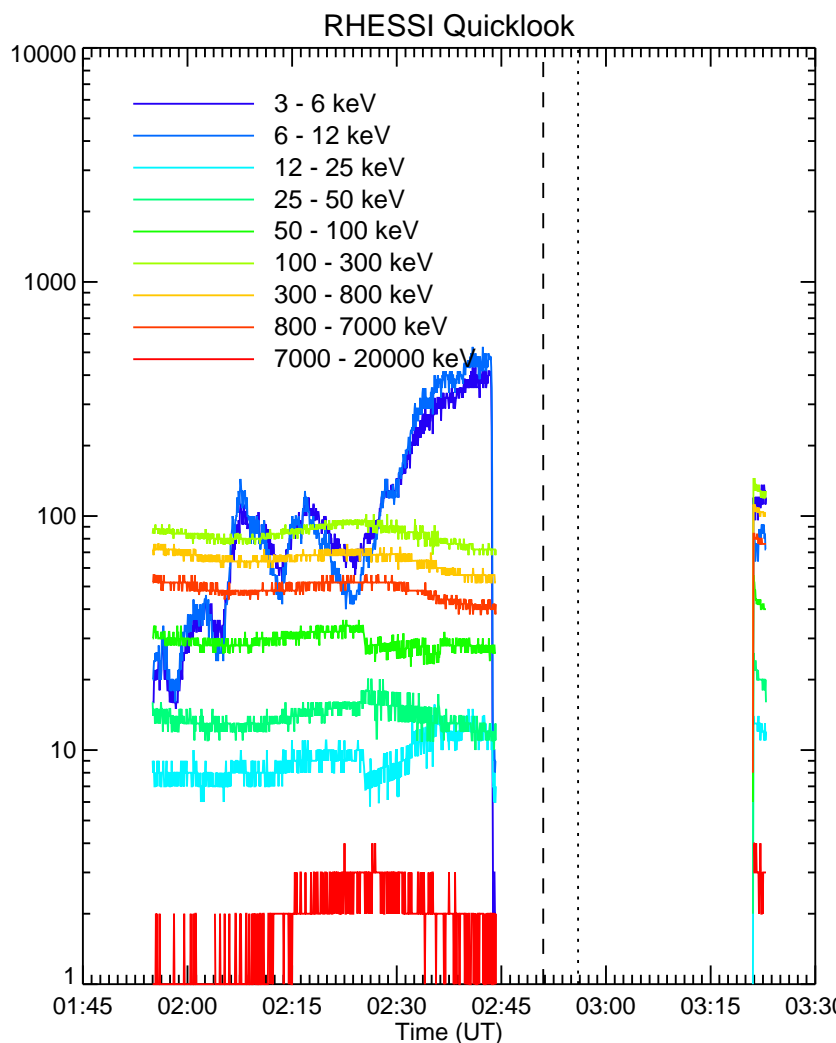 RHESSI Quicklook
10000
1000
100
10
1
3 - 6 keV
6 - 12 keV
12 - 25 keV
25 - 50 keV
50 - 100 keV
100 - 300 keV
300 - 800 keV
800 - 7000 keV
7000 - 20000 keV
01:45 02:00 02:15 02:30 02:45 03:00 03:15 03:30
Time (UT)